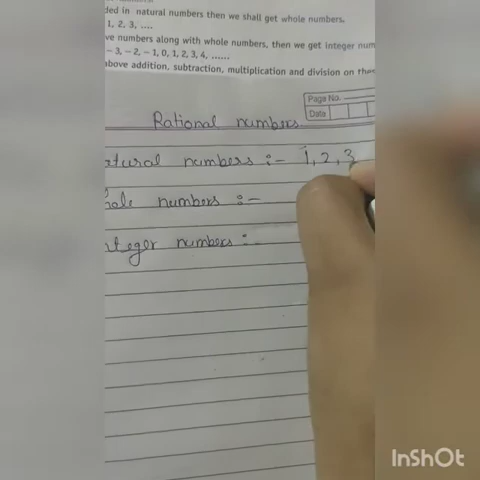 ded in natural numbers then we shall get whole numbers.
1, 2, 3, ....
ve numbers along with whole numbers, then we get integer num
-3, -2, -1, 0, 1, 2, 3, 4, ......
above addition, subtraction, multiplication and division on the
Page No.
Date
Rational numbers
atural numbers :- 1, 2, 3
hole numbers :-
nteger numbers :-
InShOt